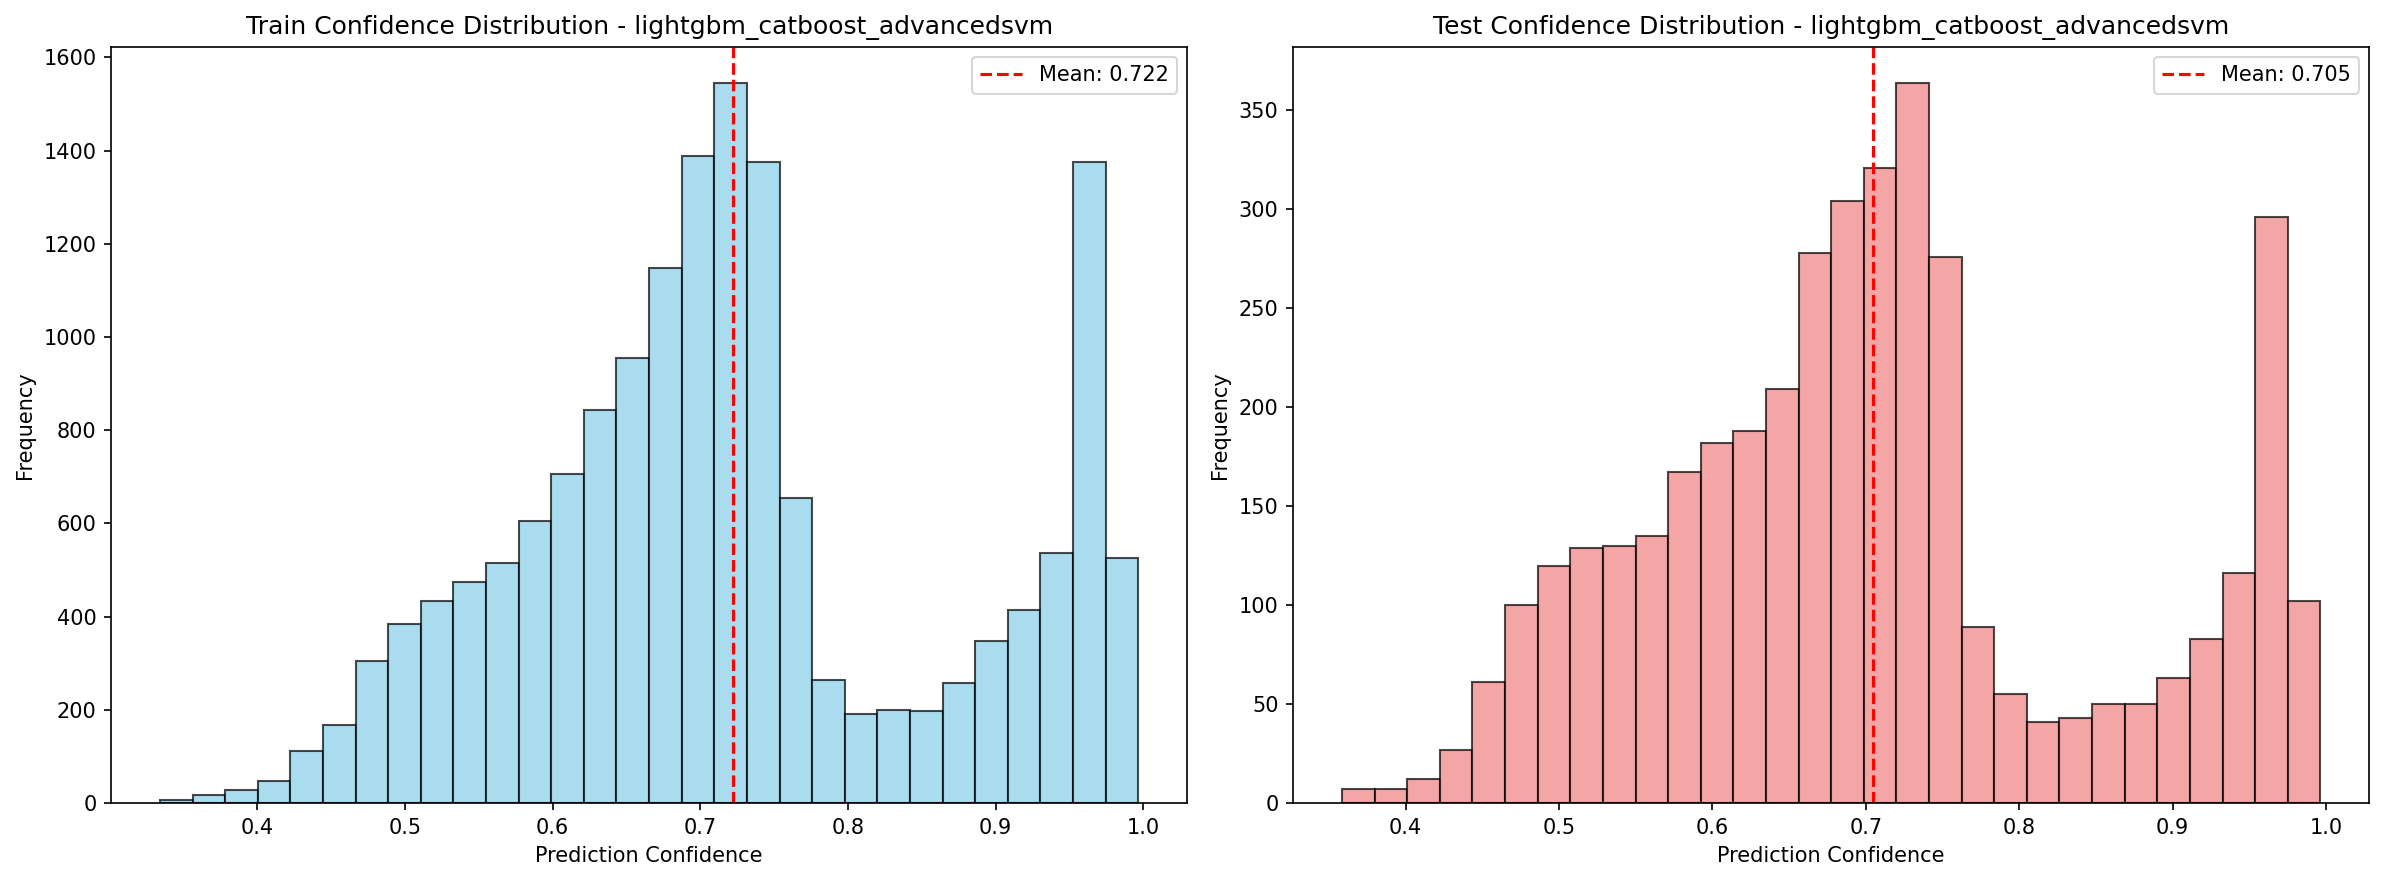 Train Confidence Distribution - lightgbm_catboost_advancedsvm
Mean: 0.722
1600
1400
1200
1000
800
600
400
200
0
Frequency
0.4 0.5 0.6 0.7 0.8 0.9 1.0
Prediction Confidence
Test Confidence Distribution - lightgbm_catboost_advancedsvm
Mean: 0.705
350
300
250
200
150
100
50
0
Frequency
0.4 0.5 0.6 0.7 0.8 0.9 1.0
Prediction Confidence